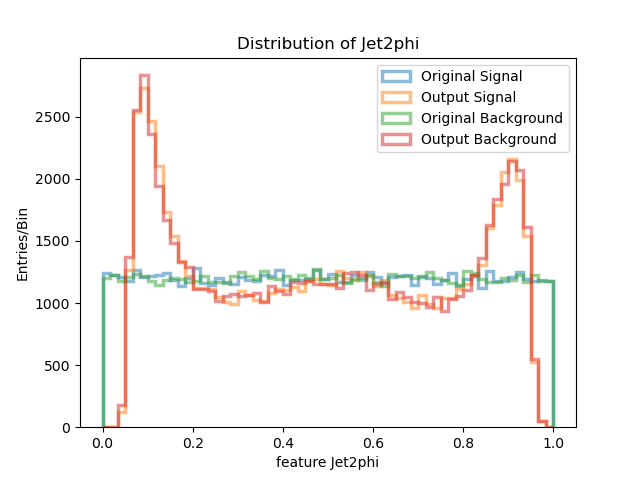 Distribution of Jet2phi
Original Signal
Output Signal
Original Background
Output Background
Entries/Bin
2500
2000
1500
1000
500
0
0.0 0.2 0.4 0.6 0.8 1.0
feature Jet2phi